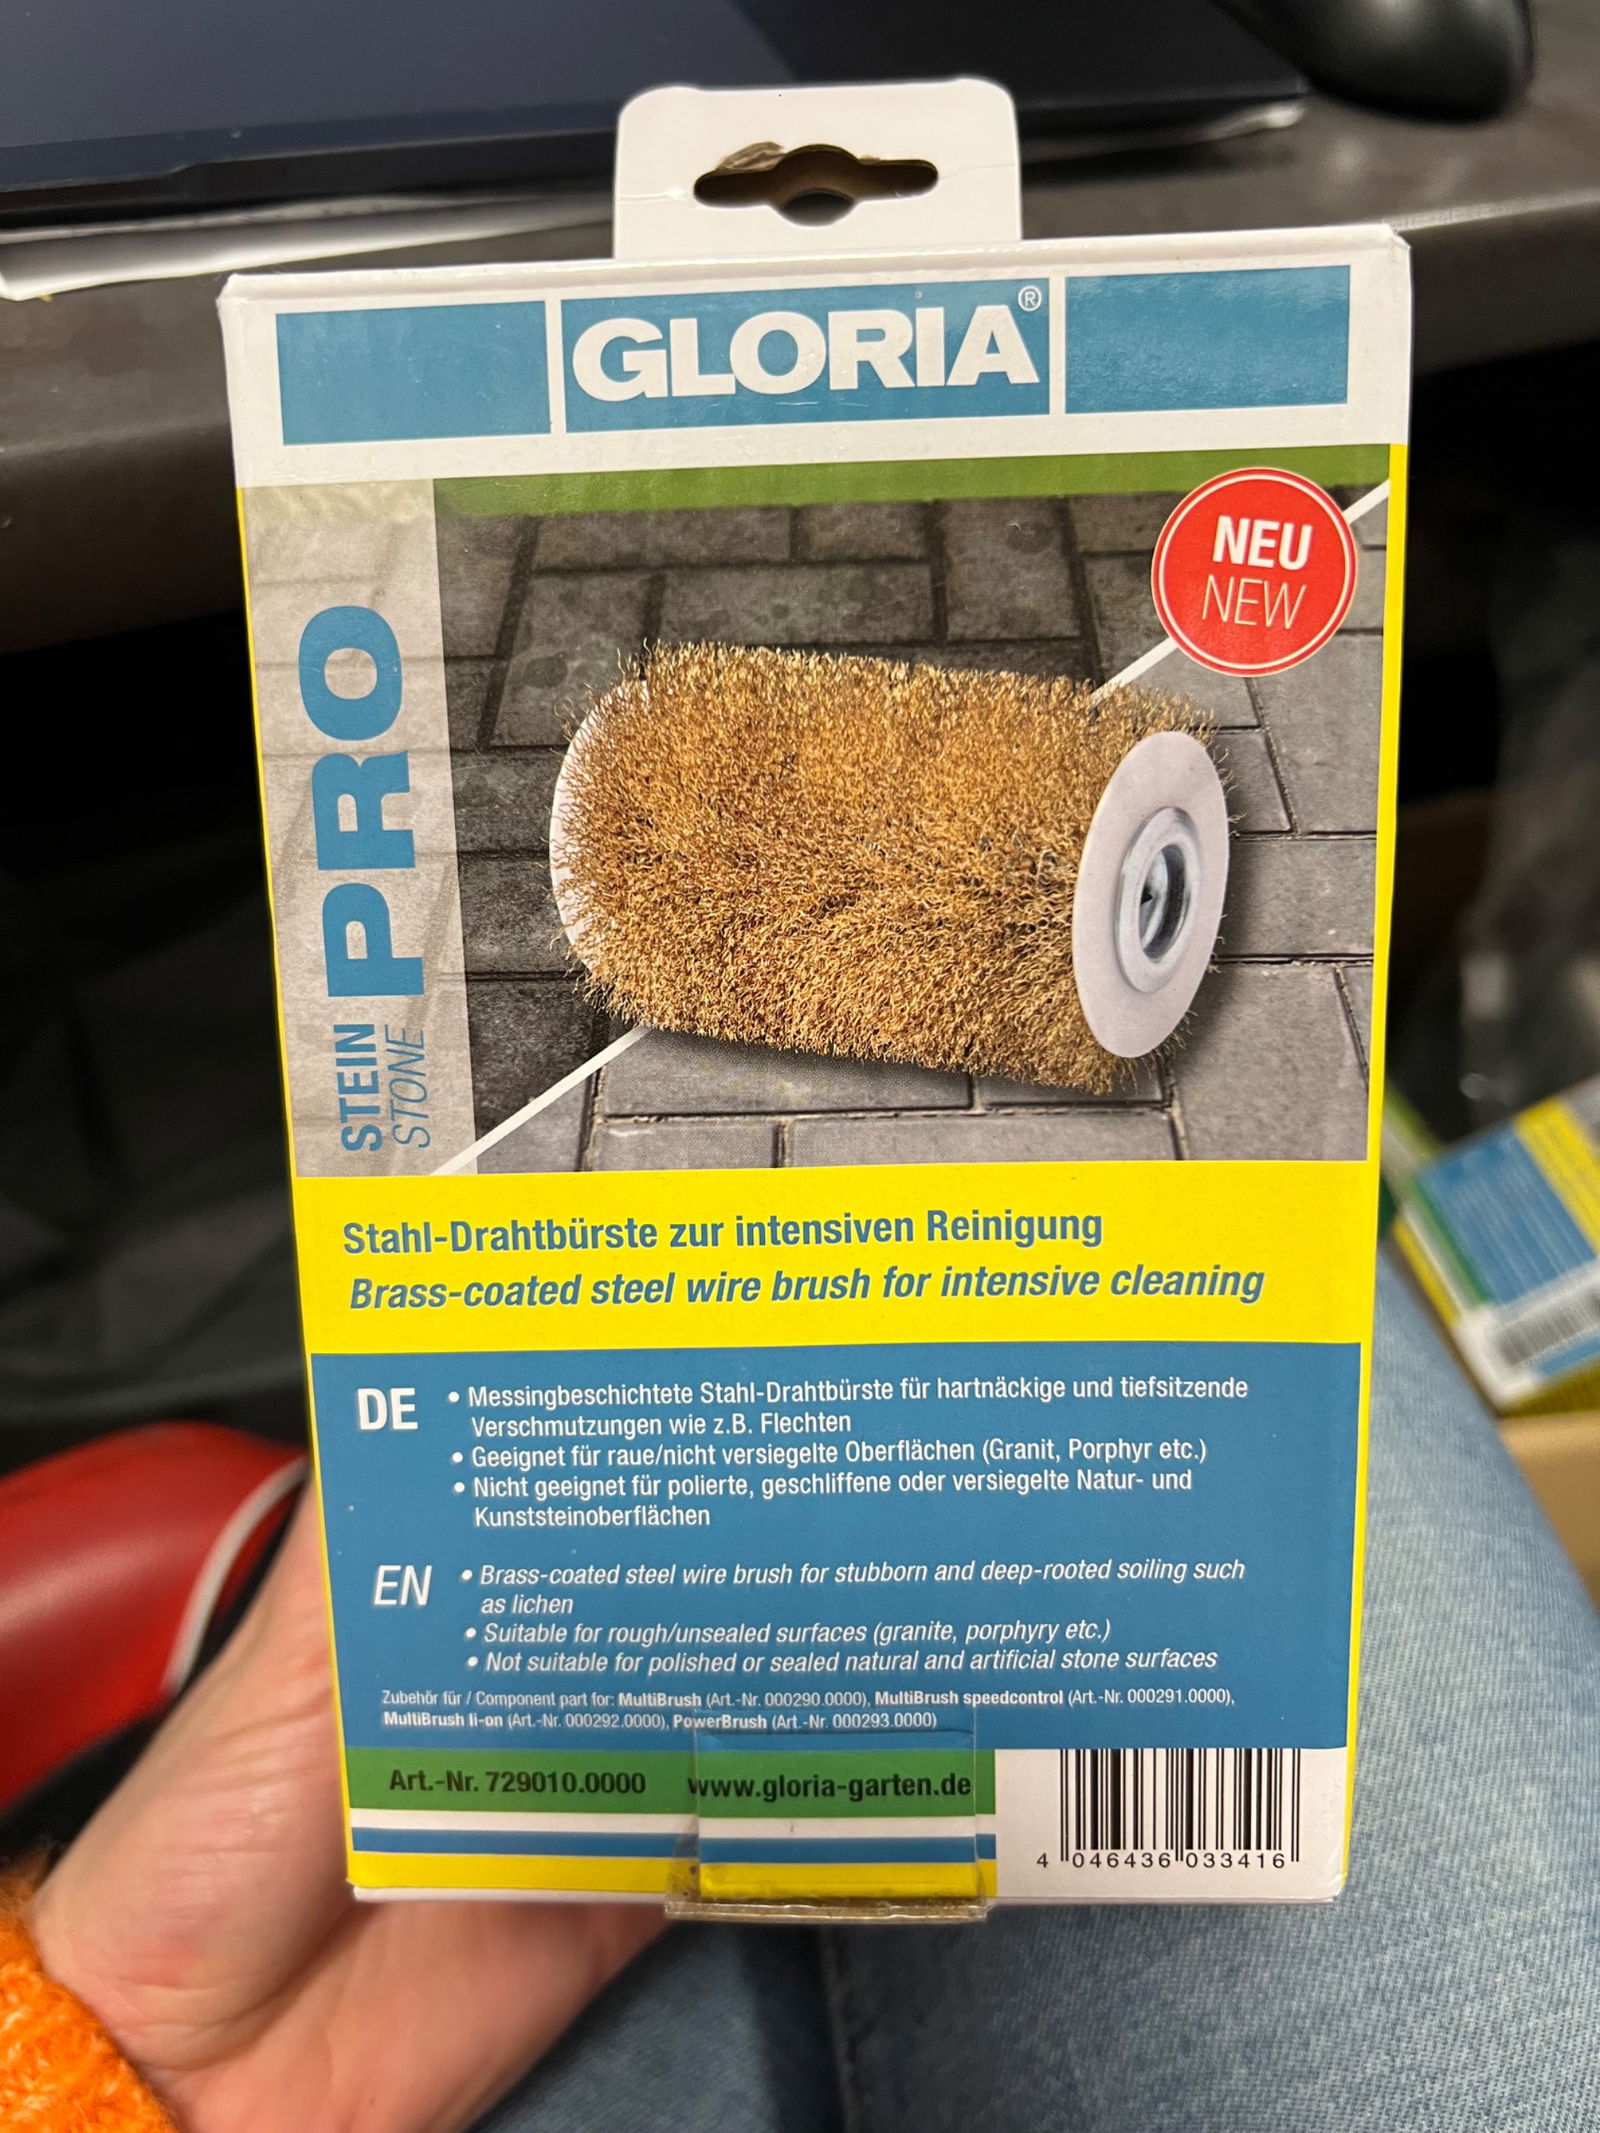 GLORIA®
NEU
NEW
STEIN PRO
STONE
Stahl-Drahtbürste zur intensiven Reinigung
Brass-coated steel wire brush for intensive cleaning
DE
• Messingbeschichtete Stahl-Drahtbürste für hartnäckige und tiefsitzende
Verschmutzungen wie z.B. Flechten
• Geeignet für raue/nicht versiegelte Oberflächen (Granit, Porphyr etc.)
• Nicht geeignet für polierte, geschliffene oder versiegelte Natur- und
Kunststeinoberflächen
EN
• Brass-coated steel wire brush for stubborn and deep-rooted soiling such
as lichen
• Suitable for rough/unsealed surfaces (granite, porphyry etc.)
• Not suitable for polished or sealed natural and artificial stone surfaces
Zubehör für / Component part for: MultiBrush (Art.-Nr. 000290.0000), MultiBrush speedcontrol (Art.-Nr. 000291.0000),
MultiBrush li-on (Art.-Nr. 000292.0000), PowerBrush (Art.-Nr. 000293.0000)
Art.-Nr. 729010.0000 www.gloria-garten.de
4 046436 033416